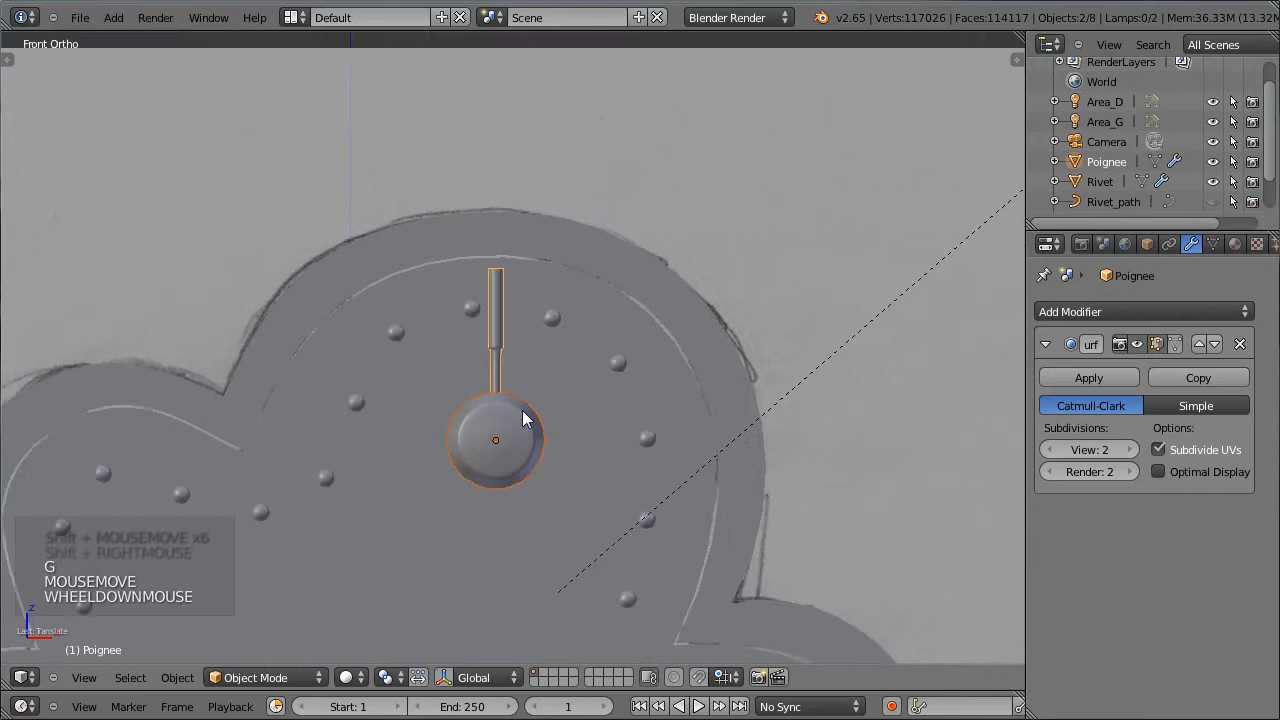 File Add Render Window Help Default Scene Blender Render v2.65 | Verts:117026 | Faces:114117 | Objects:2/8 | Lamps:0/2 | Mem:36.33M (13.32
Front Ortho
View Search All Scenes
RenderLayers
World
Area_D
Area_G
Camera
Poignee
Rivet
Rivet_path
Poignee
Add Modifier
urf
Apply Copy
Catmull-Clark Simple
Subdivisions: Options:
View: 2 Subdivide UVs
Render: 2 Optimal Display
Shift + MOUSEMOVE x6
Shift + RIGHTMOUSE
G
MOUSEMOVE
WHEELDOWNMOUSE
z
Last: Translate
(1) Poignee
View Select Object Object Mode Global
View Marker Frame Playback Start: 1 End: 250 1 No Sync